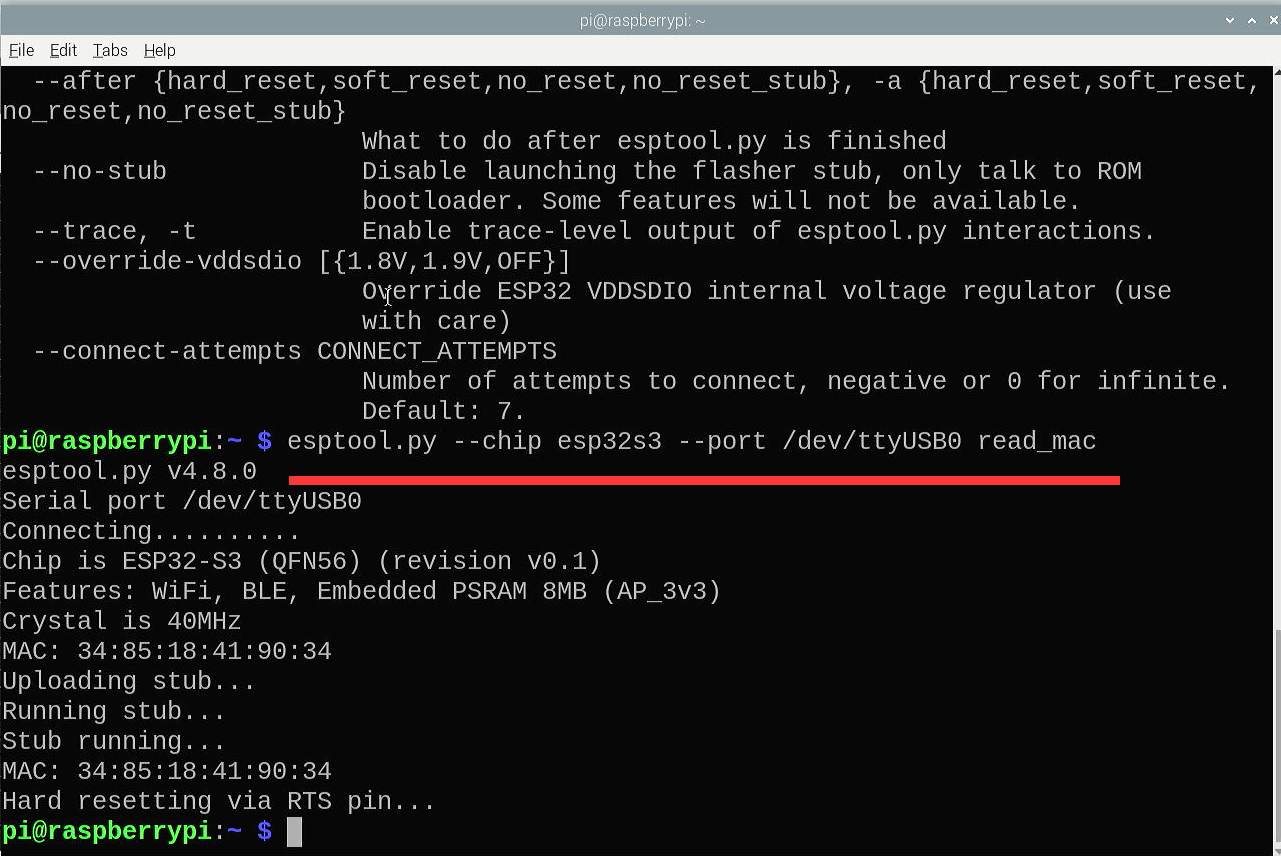 pi@raspberrypi: ~
File Edit Tabs Help
--after {hard_reset,soft_reset,no_reset,no_reset_stub}, -a {hard_reset,soft_reset,
no_reset,no_reset_stub}
What to do after esptool.py is finished
--no-stub Disable launching the flasher stub, only talk to ROM
bootloader. Some features will not be available.
--trace, -t Enable trace-level output of esptool.py interactions.
--override-vddsdio [{1.8V,1.9V,OFF}]
Override ESP32 VDDSDIO internal voltage regulator (use
with care)
--connect-attempts CONNECT_ATTEMPTS
Number of attempts to connect, negative or 0 for infinite.
Default: 7.
pi@raspberrypi:~ $ esptool.py --chip esp32s3 --port /dev/ttyUSB0 read_mac
esptool.py v4.8.0
Serial port /dev/ttyUSB0
Connecting..........
Chip is ESP32-S3 (QFN56) (revision v0.1)
Features: WiFi, BLE, Embedded PSRAM 8MB (AP_3v3)
Crystal is 40MHz
MAC: 34:85:18:41:90:34
Uploading stub...
Running stub...
Stub running...
MAC: 34:85:18:41:90:34
Hard resetting via RTS pin...
pi@raspberrypi:~ $